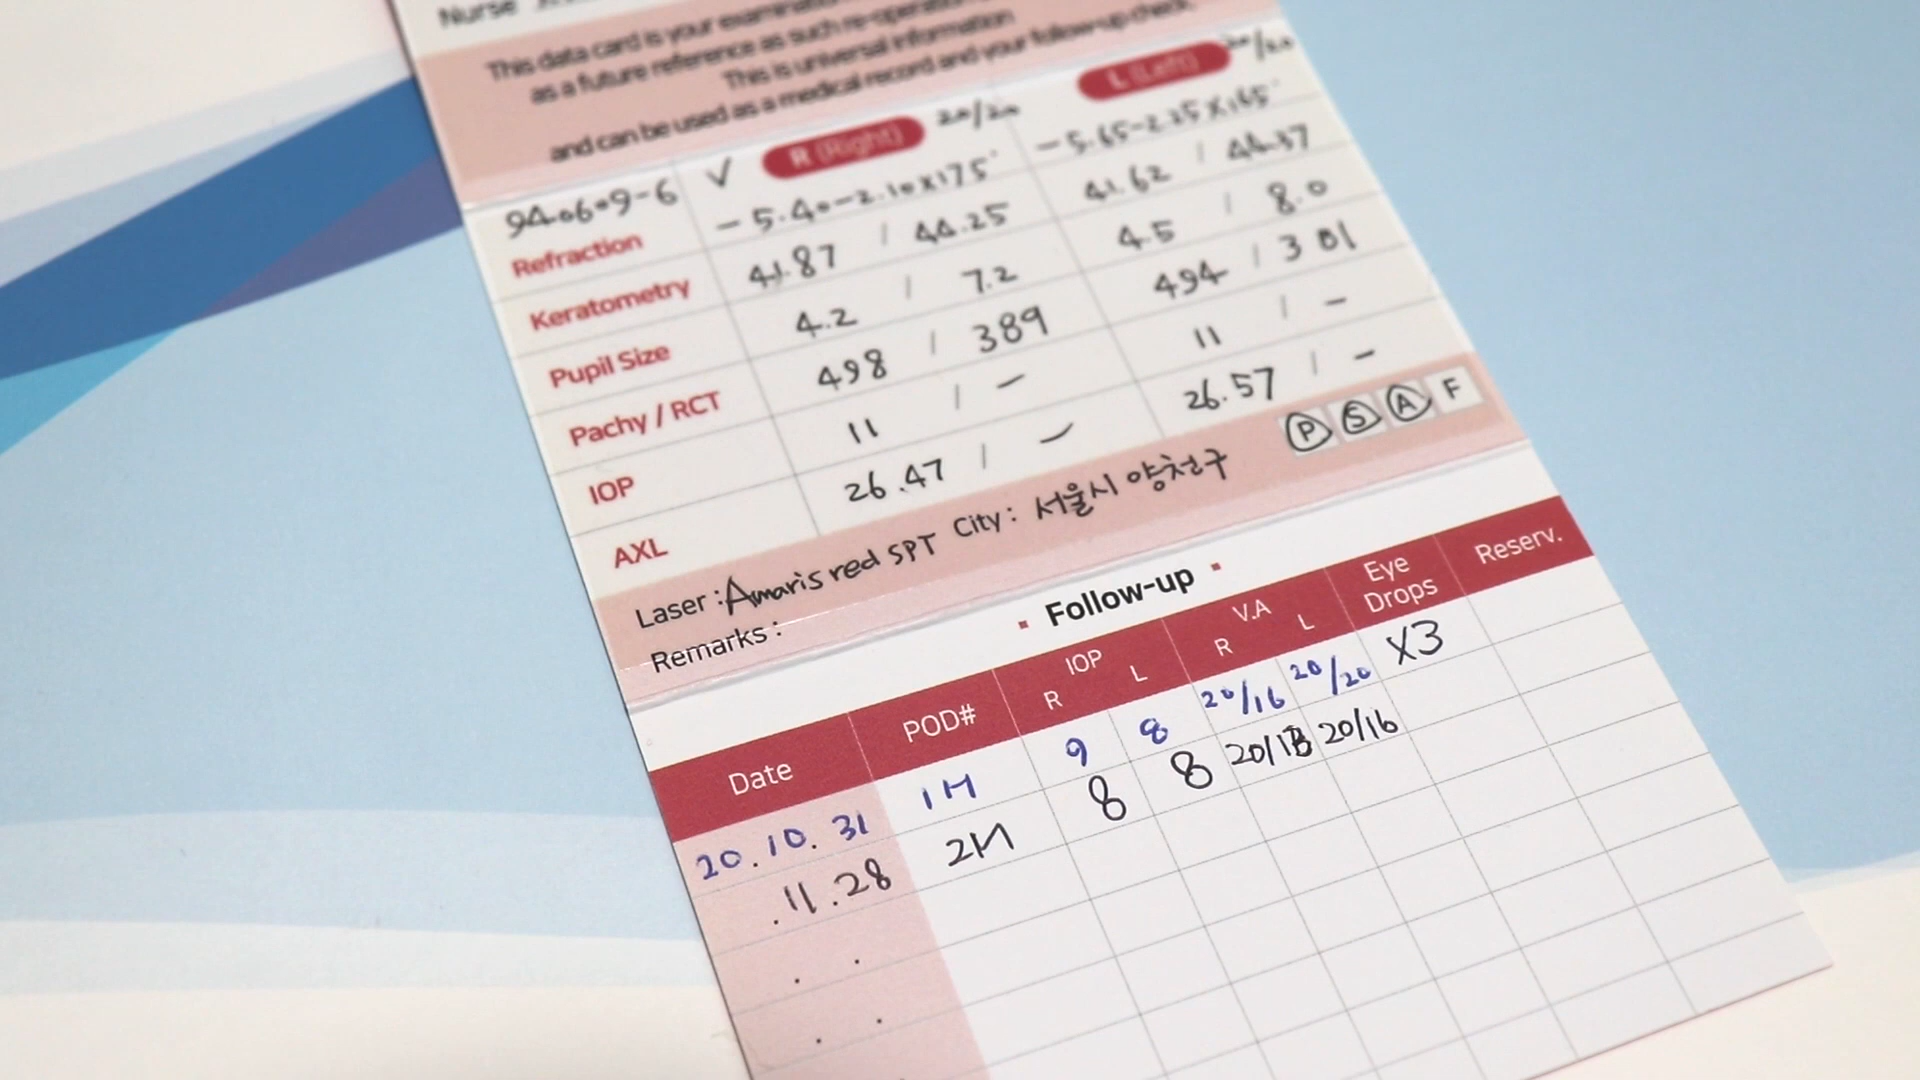 Nurse
This data card is your examination
as a future reference as such re-operation
This is universal information
and can be used as a medical record and your follow-up check.
94.0609-6 ✓ R (Right) 20/20 L (Left) 20/20
Refraction -5.40-2.10x175° -5.65-2.25x165°
Keratometry 41.87 / 44.25 41.62 / 44.37
Pupil Size 4.2 / 7.2 4.5 / 8.0
Pachy / RCT 498 / 389 494 / 381
IOP 11 / - 11 / -
AXL 26.47 / - 26.57 / -
Laser : Amaris red SPT City : 서울시 양천구 P S A F
Remarks :
Follow-up
Date POD# IOP R L V.A R L Eye Drops Reserv.
20.10.31 1M 9 8 20/16 20/20 X3
.11.28 2M 8 8 20/16